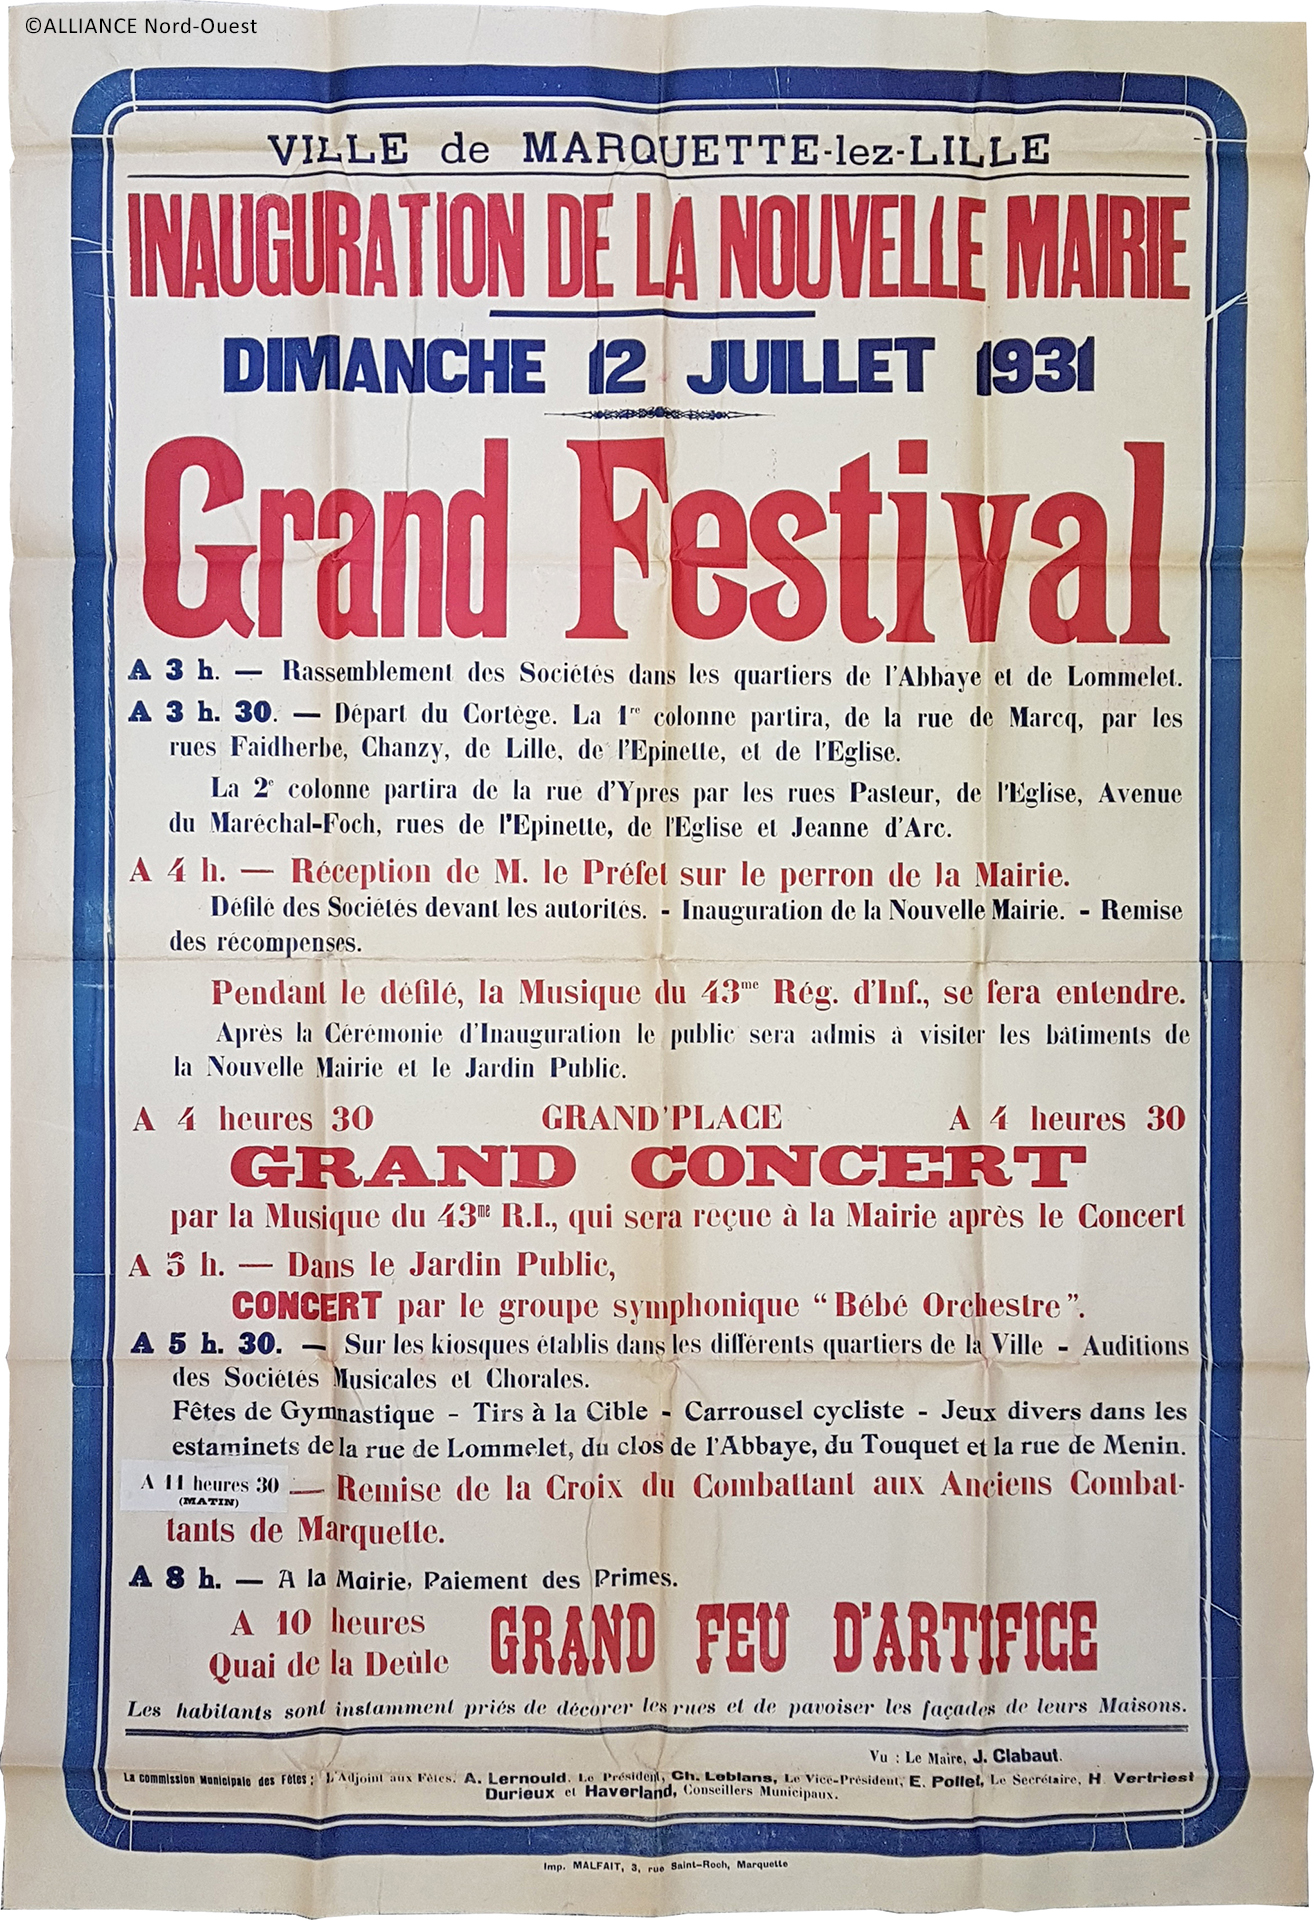 ©ALLIANCE Nord-Ouest
VILLE de MARQUETTE-lez-LILLE
INAUGURATION DE LA NOUVELLE MAIRIE
DIMANCHE 12 JUILLET 1931
Grand Festival
A 3 h. — Rassemblement des Sociétés dans les quartiers de l'Abbaye et de Lommelet.
A 3 h. 30. — Départ du Cortège. La 1re colonne partira, de la rue de Marcq, par les
rues Faidherbe, Chanzy, de Lille, de l'Epinette, et de l'Eglise.
La 2e colonne partira de la rue d'Ypres par les rues Pasteur, de l'Eglise, Avenue
du Maréchal-Foch, rues de l'Epinette, de l'Eglise et Jeanne d'Arc.
A 4 h. — Réception de M. le Préfet sur le perron de la Mairie.
Défilé des Sociétés devant les autorités. - Inauguration de la Nouvelle Mairie. - Remise
des récompenses.
Pendant le défilé, la Musique du 43me Rég. d'Inf., se fera entendre.
Après la Cérémonie d'Inauguration le public sera admis à visiter les bâtiments de
la Nouvelle Mairie et le Jardin Public.
A 4 heures 30 GRAND'PLACE A 4 heures 30
GRAND CONCERT
par la Musique du 43me R.I., qui sera reçue à la Mairie après le Concert
A 5 h. — Dans le Jardin Public,
CONCERT par le groupe symphonique “Bébé Orchestre”.
A 5 h. 30. — Sur les kiosques établis dans les différents quartiers de la Ville - Auditions
des Sociétés Musicales et Chorales.
Fêtes de Gymnastique - Tirs à la Cible - Carrousel cycliste - Jeux divers dans les
estaminets de la rue de Lommelet, du clos de l'Abbaye, du Touquet et la rue de Menin.
A 11 heures 30 — Remise de la Croix du Combattant aux Anciens Combat-
(MATIN)
tants de Marquette.
A 8 h. — A la Mairie, Paiement des Primes.
A 10 heures
Quai de la Deûle GRAND FEU D'ARTIFICE
Les habitants sont instamment priés de décorer les rues et de pavoiser les façades de leurs Maisons.
Vu : Le Maire, J. Clabaut.
La commission Municipale des Fêtes ; L'Adjoint aux Fêtes. A. Lernould. Le Président, Ch. Leblans, Le Vice-Président, E. Pollet, Le Secrétaire, H. Vertriest
Durieux et Haverland, Conseillers Municipaux.
Imp. MALFAIT, 3, rue Saint-Roch, Marquette